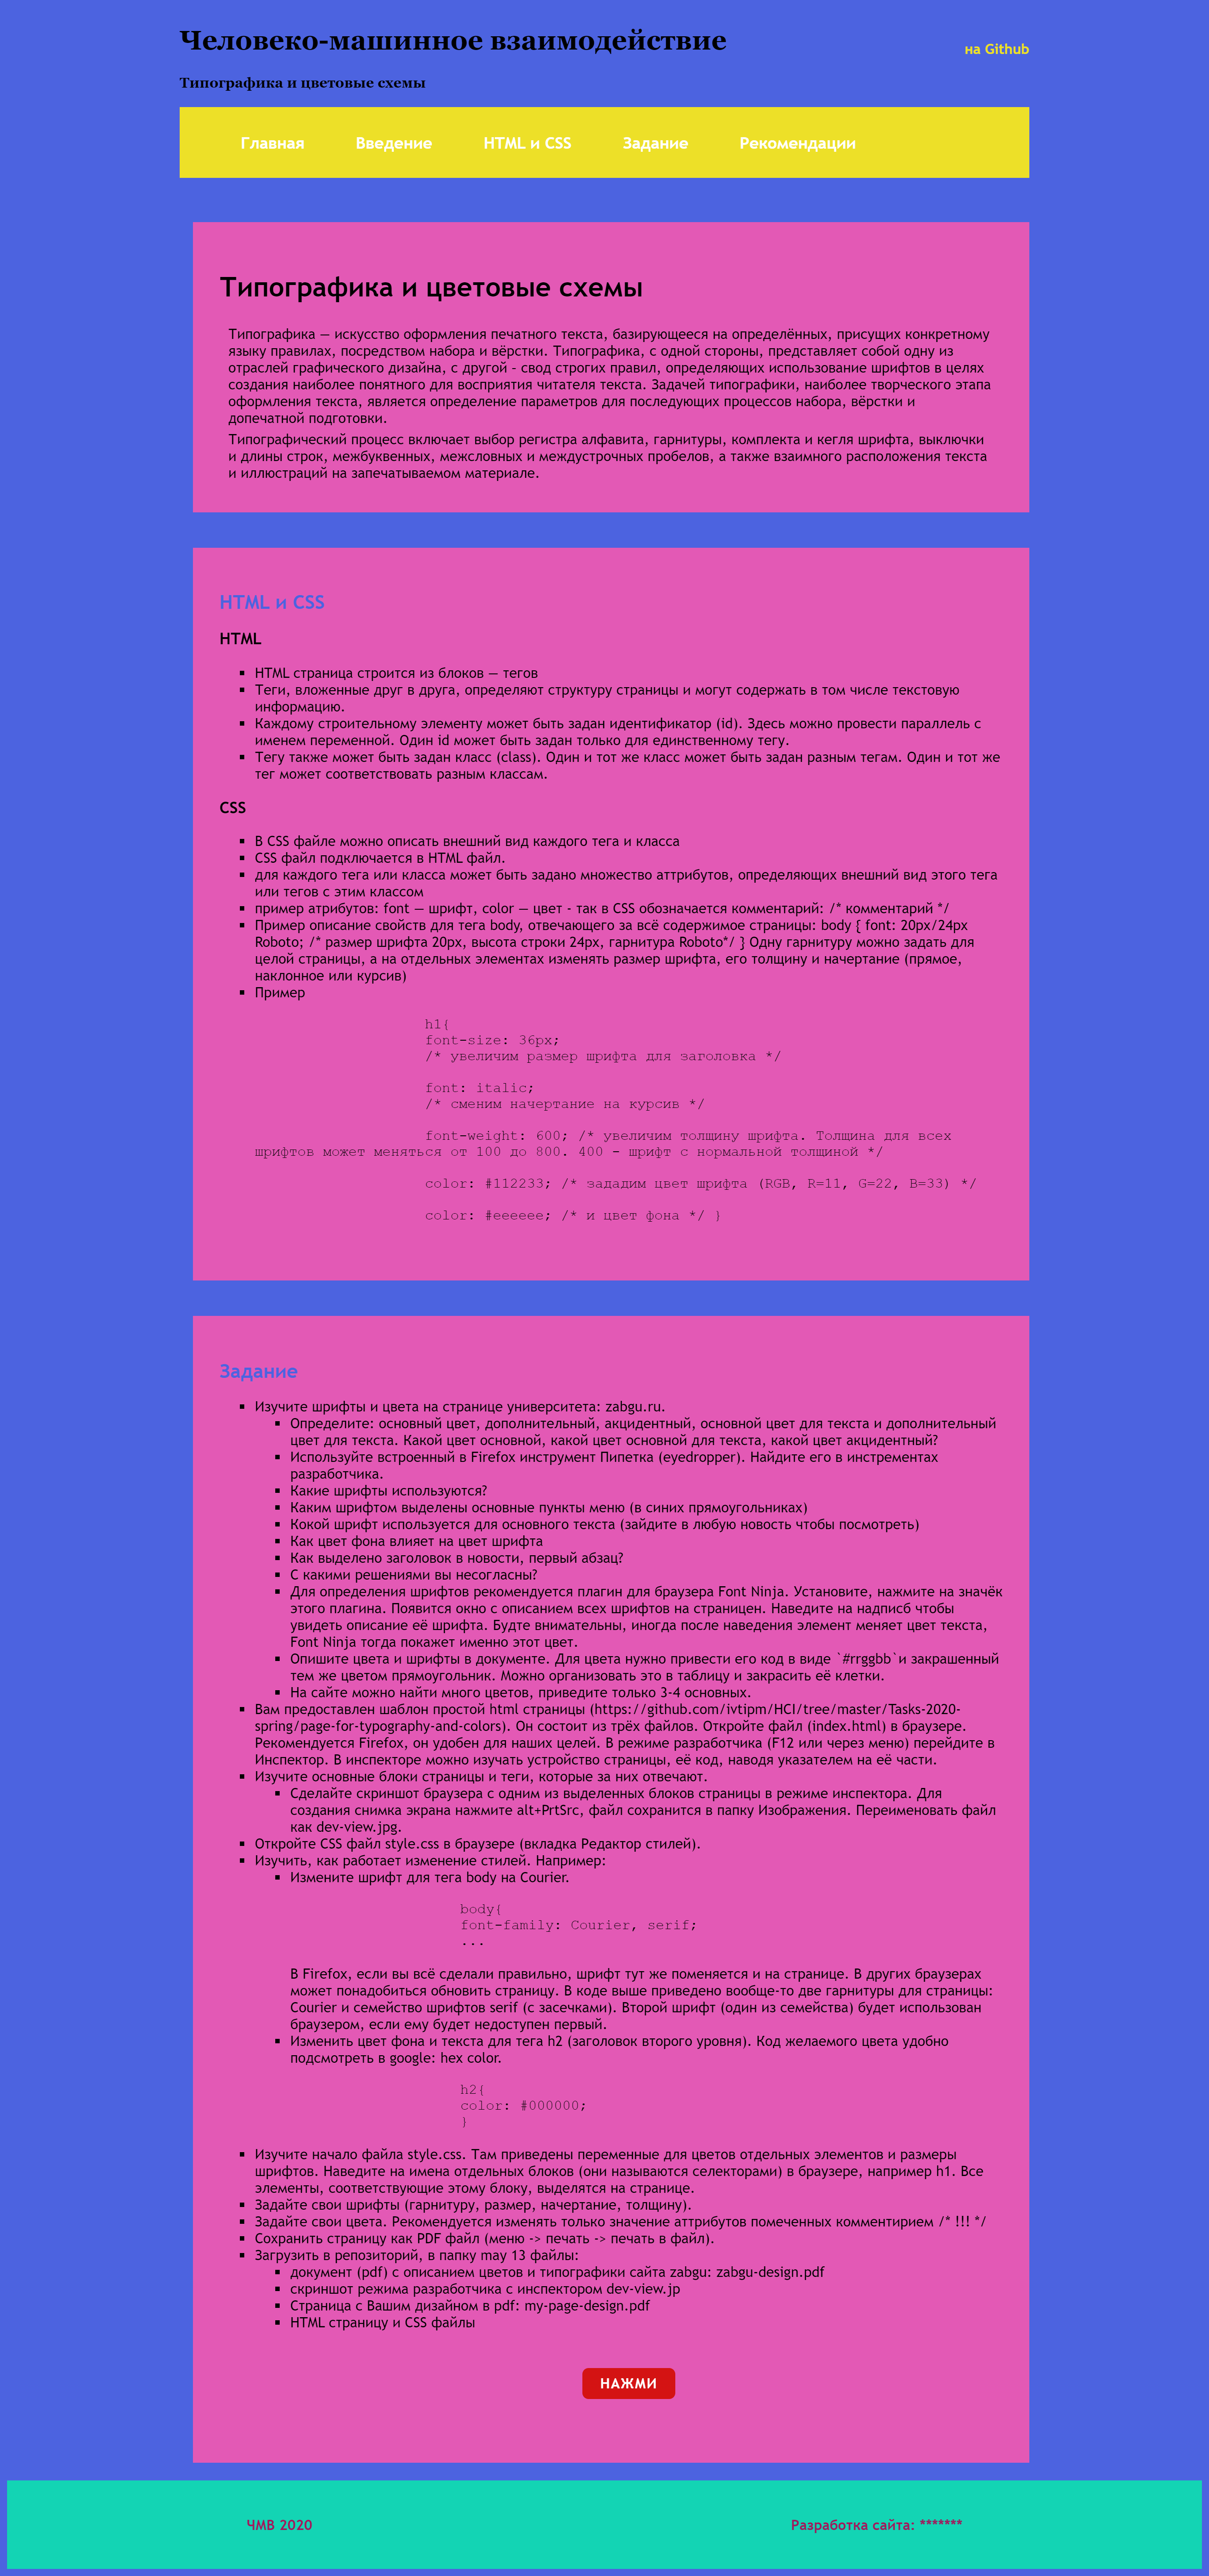 Человеко-машинное взаимодействие
на Github
Типографика и цветовые схемы
Главная Введение HTML и CSS Задание Рекомендации
Типографика и цветовые схемы
Типографика — искусство оформления печатного текста, базирующееся на определённых, присущих конкретному
языку правилах, посредством набора и вёрстки. Типографика, с одной стороны, представляет собой одну из
отраслей графического дизайна, с другой - свод строгих правил, определяющих использование шрифтов в целях
создания наиболее понятного для восприятия читателя текста. Задачей типографики, наиболее творческого этапа
оформления текста, является определение параметров для последующих процессов набора, вёрстки и
допечатной подготовки.
Типографический процесс включает выбор регистра алфавита, гарнитуры, комплекта и кегля шрифта, выключки
и длины строк, межбуквенных, межсловных и междустрочных пробелов, а также взаимного расположения текста
и иллюстраций на запечатываемом материале.
HTML и CSS
HTML
▪ HTML страница строится из блоков — тегов
▪ Теги, вложенные друг в друга, определяют структуру страницы и могут содержать в том числе текстовую
информацию.
▪ Каждому строительному элементу может быть задан идентификатор (id). Здесь можно провести параллель с
именем переменной. Один id может быть задан только для единственному тегу.
▪ Тегу также может быть задан класс (class). Один и тот же класс может быть задан разным тегам. Один и тот же
тег может соответствовать разным классам.
CSS
▪ В CSS файле можно описать внешний вид каждого тега и класса
▪ CSS файл подключается в HTML файл.
▪ для каждого тега или класса может быть задано множество аттрибутов, определяющих внешний вид этого тега
или тегов с этим классом
▪ пример атрибутов: font — шрифт, color — цвет - так в CSS обозначается комментарий: /* комментарий */
▪ Пример описание свойств для тега body, отвечающего за всё содержимое страницы: body { font: 20px/24px
Roboto; /* размер шрифта 20px, высота строки 24px, гарнитура Roboto*/ } Одну гарнитуру можно задать для
целой страницы, а на отдельных элементах изменять размер шрифта, его толщину и начертание (прямое,
наклонное или курсив)
▪ Пример
h1{
font-size: 36px;
/* увеличим размер шрифта для заголовка */
font: italic;
/* сменим начертание на курсив */
font-weight: 600; /* увеличим толщину шрифта. Толщина для всех
шрифтов может меняться от 100 до 800. 400 - шрифт с нормальной толщиной */
color: #112233; /* зададим цвет шрифта (RGB, R=11, G=22, B=33) */
color: #eeeeee; /* и цвет фона */ }
Задание
▪ Изучите шрифты и цвета на странице университета: zabgu.ru.
▪ Определите: основный цвет, дополнительный, акцидентный, основной цвет для текста и дополнительный
цвет для текста. Какой цвет основной, какой цвет основной для текста, какой цвет акцидентный?
▪ Используйте встроенный в Firefox инструмент Пипетка (eyedropper). Найдите его в инстрементах
разработчика.
▪ Какие шрифты используются?
▪ Каким шрифтом выделены основные пункты меню (в синих прямоугольниках)
▪ Кокой шрифт используется для основного текста (зайдите в любую новость чтобы посмотреть)
▪ Как цвет фона влияет на цвет шрифта
▪ Как выделено заголовок в новости, первый абзац?
▪ С какими решениями вы несогласны?
▪ Для определения шрифтов рекомендуется плагин для браузера Font Ninja. Установите, нажмите на значёк
этого плагина. Появится окно с описанием всех шрифтов на страницен. Наведите на надписб чтобы
увидеть описание её шрифта. Будте внимательны, иногда после наведения элемент меняет цвет текста,
Font Ninja тогда покажет именно этот цвет.
▪ Опишите цвета и шрифты в документе. Для цвета нужно привести его код в виде `#rrggbb`и закрашенный
тем же цветом прямоугольник. Можно организовать это в таблицу и закрасить её клетки.
▪ На сайте можно найти много цветов, приведите только 3-4 основных.
▪ Вам предоставлен шаблон простой html страницы (https://github.com/ivtipm/HCI/tree/master/Tasks-2020-
spring/page-for-typography-and-colors). Он состоит из трёх файлов. Откройте файл (index.html) в браузере.
Рекомендуется Firefox, он удобен для наших целей. В режиме разработчика (F12 или через меню) перейдите в
Инспектор. В инспекторе можно изучать устройство страницы, её код, наводя указателем на её части.
▪ Изучите основные блоки страницы и теги, которые за них отвечают.
▪ Сделайте скриншот браузера с одним из выделенных блоков страницы в режиме инспектора. Для
создания снимка экрана нажмите alt+PrtSrc, файл сохранится в папку Изображения. Переименовать файл
как dev-view.jpg.
▪ Откройте CSS файл style.css в браузере (вкладка Редактор стилей).
▪ Изучить, как работает изменение стилей. Например:
▪ Измените шрифт для тега body на Courier.
body{
font-family: Courier, serif;
...
В Firefox, если вы всё сделали правильно, шрифт тут же поменяется и на странице. В других браузерах
может понадобиться обновить страницу. В коде выше приведено вообще-то две гарнитуры для страницы:
Courier и семейство шрифтов serif (с засечками). Второй шрифт (один из семейства) будет использован
браузером, если ему будет недоступен первый.
▪ Изменить цвет фона и текста для тега h2 (заголовок второго уровня). Код желаемого цвета удобно
подсмотреть в google: hex color.
h2{
color: #000000;
}
▪ Изучите начало файла style.css. Там приведены переменные для цветов отдельных элементов и размеры
шрифтов. Наведите на имена отдельных блоков (они называются селекторами) в браузере, например h1. Все
элементы, соответствующие этому блоку, выделятся на странице.
▪ Задайте свои шрифты (гарнитуру, размер, начертание, толщину).
▪ Задайте свои цвета. Рекомендуется изменять только значение аттрибутов помеченных комментирием /* !!! */
▪ Сохранить страницу как PDF файл (меню -> печать -> печать в файл).
▪ Загрузить в репозиторий, в папку may 13 файлы:
▪ документ (pdf) с описанием цветов и типографики сайта zabgu: zabgu-design.pdf
▪ скриншот режима разработчика с инспектором dev-view.jp
▪ Страница с Вашим дизайном в pdf: my-page-design.pdf
▪ HTML страницу и CSS файлы
НАЖМИ
ЧМВ 2020
Разработка сайта: *******